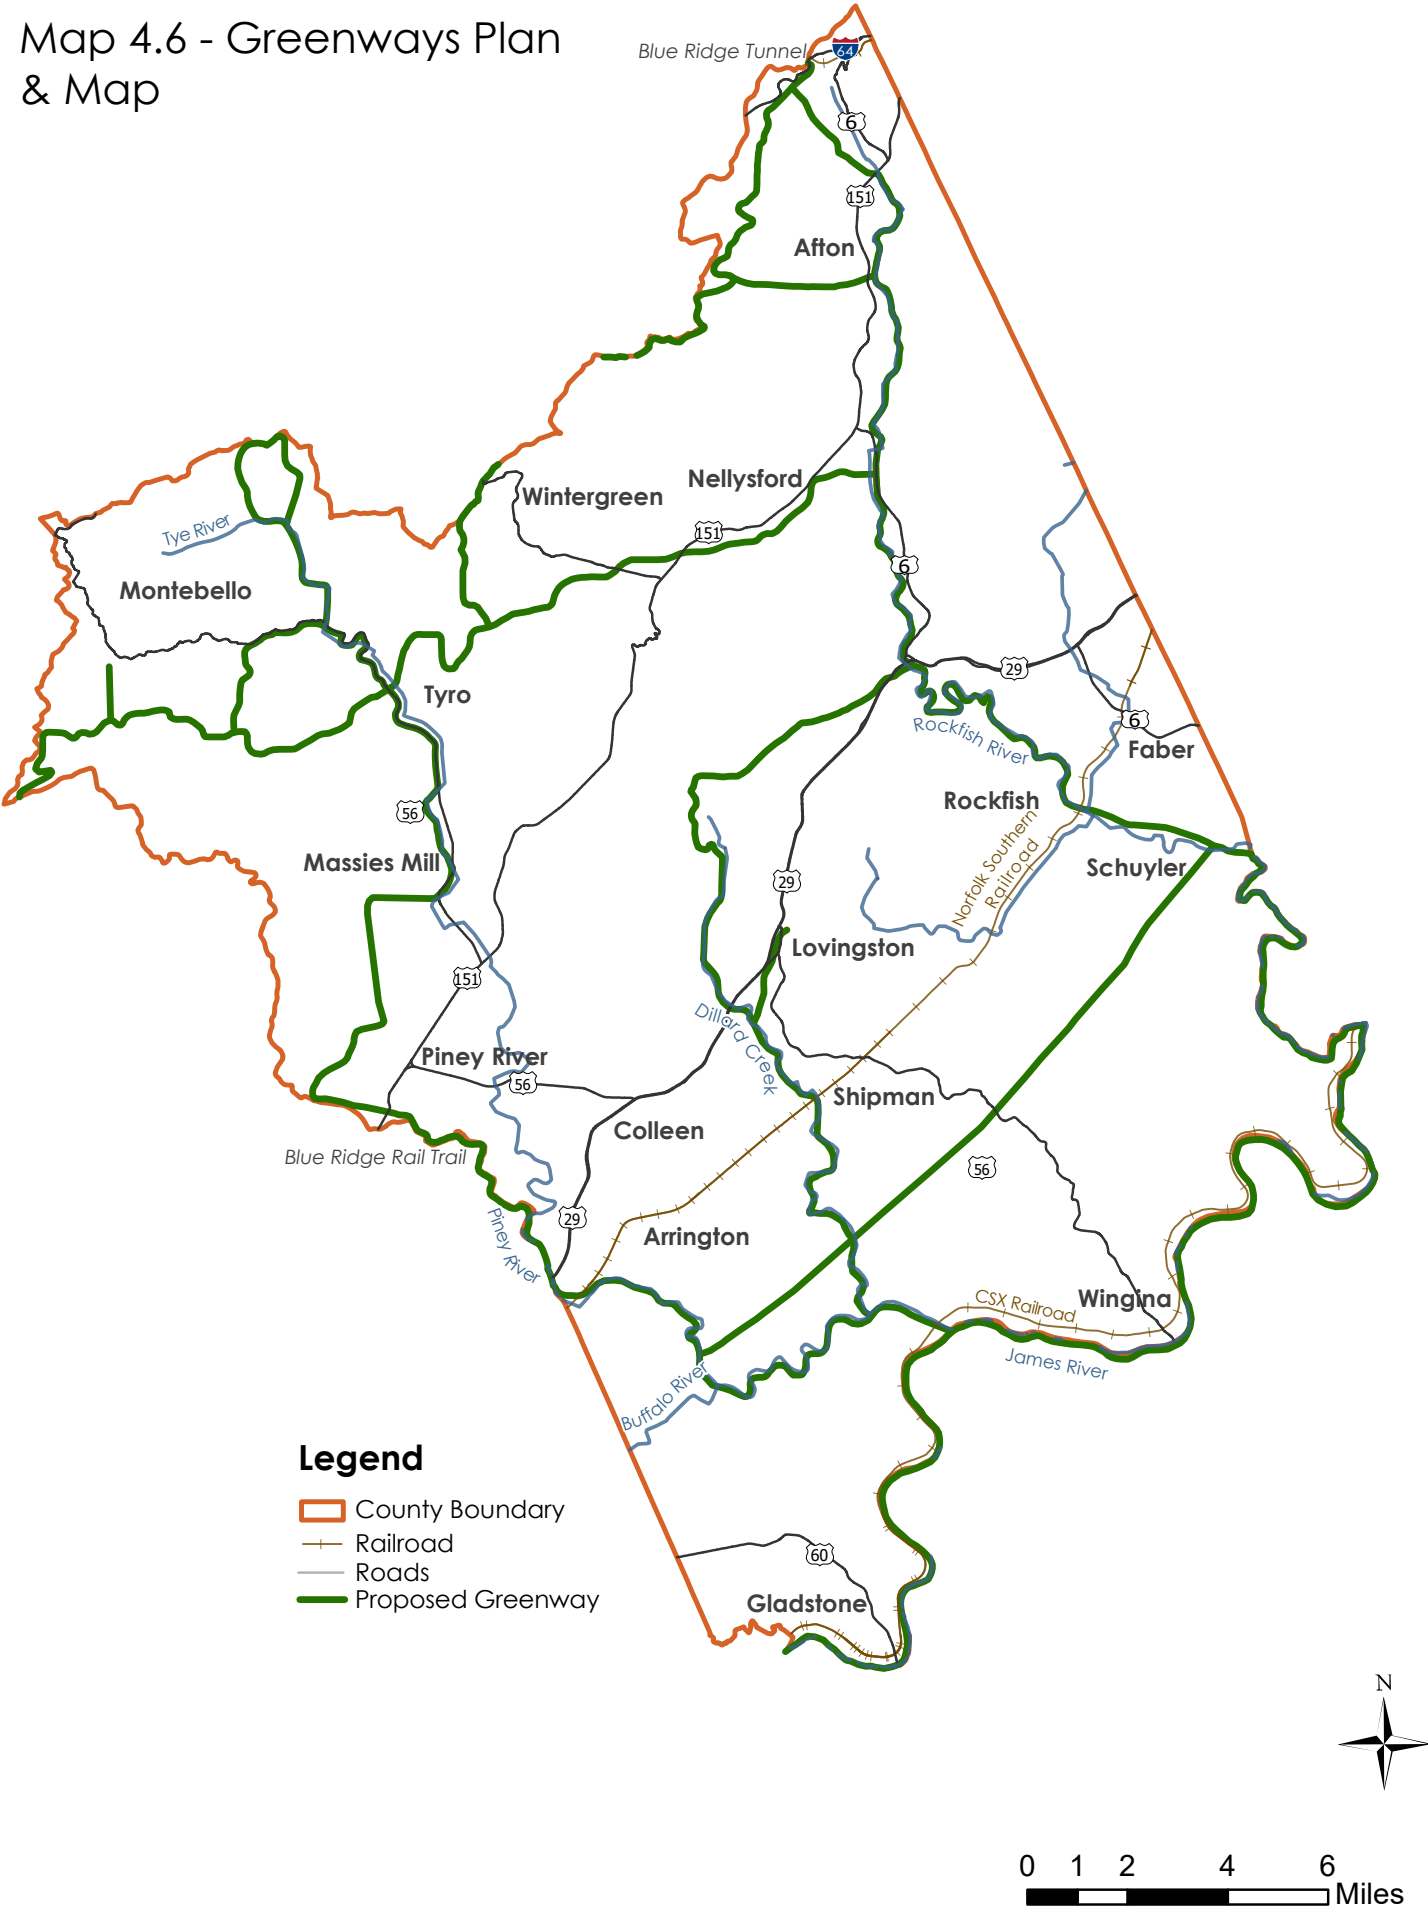 Map 4.6 - Greenways Plan
& Map
Blue Ridge Tunnel
64
6
151
Afton
Nellysford
Wintergreen
151
Tye River
Montebello
6
29
Tyro
6
Rockfish River
Faber
56
Rockfish
Massies Mill
Norfolk Southern
Railroad
Schuyler
29
Lovingston
151
Dillard Creek
Piney River
56
Shipman
Colleen
Blue Ridge Rail Trail
56
29
Piney River
Arrington
CSX Railroad
Wingina
James River
Buffalo River
Legend
County Boundary
Railroad
Roads
Proposed Greenway
60
Gladstone
N
0 1 2 4 6
Miles